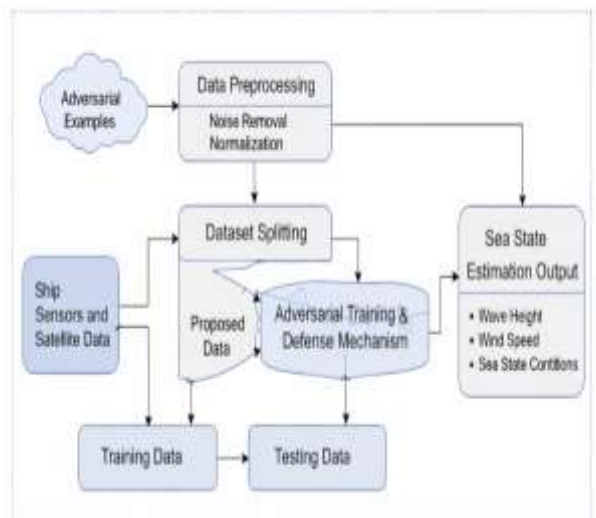 Adversarial
Examples
Data Preprocessing
Noise Removal
Normalization
Dataset Splitting
Ship
Sensors and
Satellite Data
Proposed
Data
Adversarial Training &
Defense Mechanism
Sea State
Estimation Output
• Wave Height
• Wind Speed
• Sea State Contitions
Training Data
Testing Data